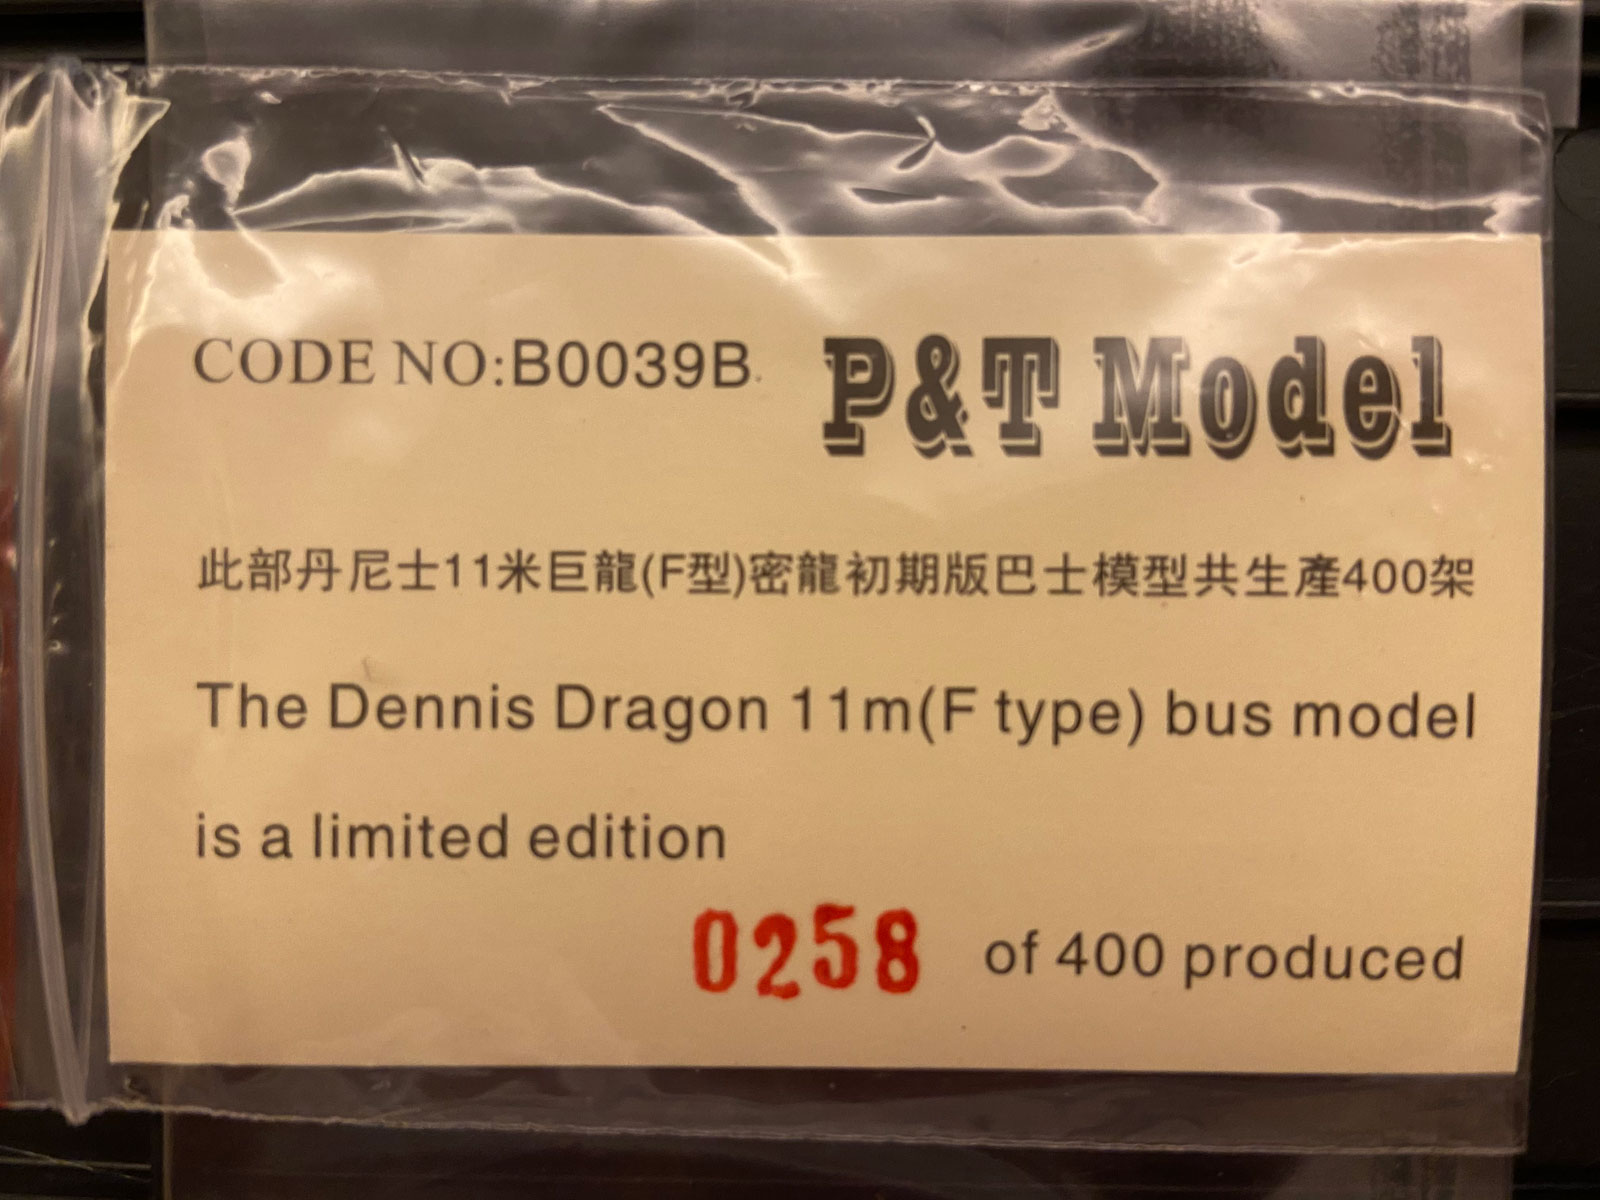 CODE NO:B0039B
P&T Model
此部丹尼士11米巨龍(F型)密龍初期版巴士模型共生產400架
The Dennis Dragon 11m(F type) bus model
is a limited edition
0258 of 400 produced